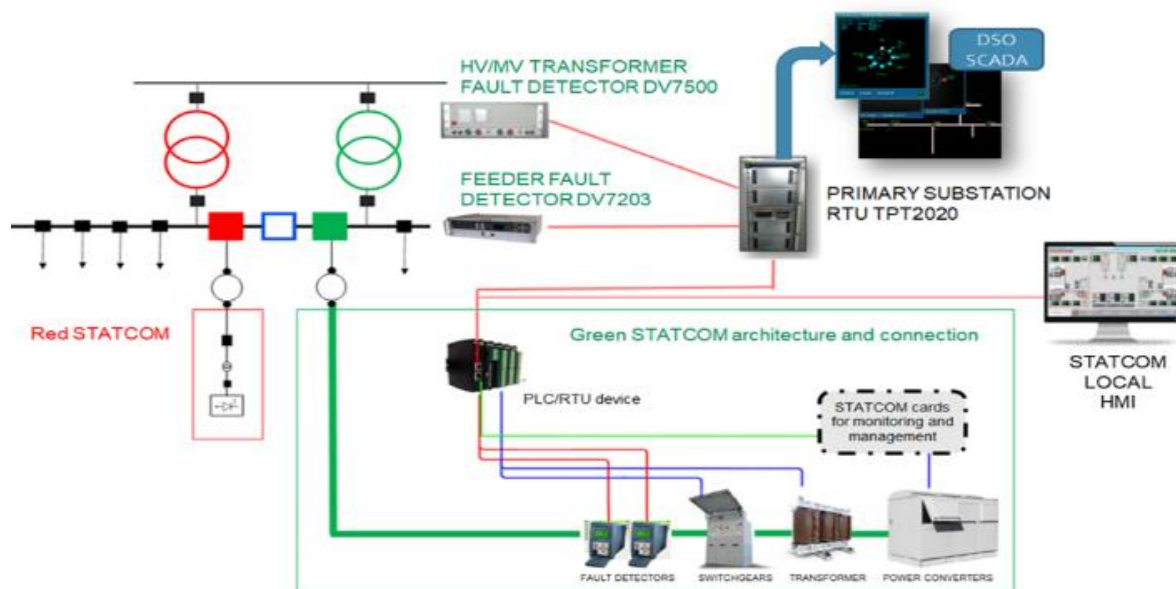 HV/MV TRANSFORMER
FAULT DETECTOR DV7500
DSO
SCADA
FEEDER FAULT
DETECTOR DV7203
PRIMARY SUBSTATION
RTU TPT2020
Red STATCOM
Green STATCOM architecture and connection
PLC/RTU device
STATCOM cards
for monitoring and
management
STATCOM
LOCAL
HMI
FAULT DETECTORS
SWITCHGEARS
TRANSFORMER
POWER CONVERTERS